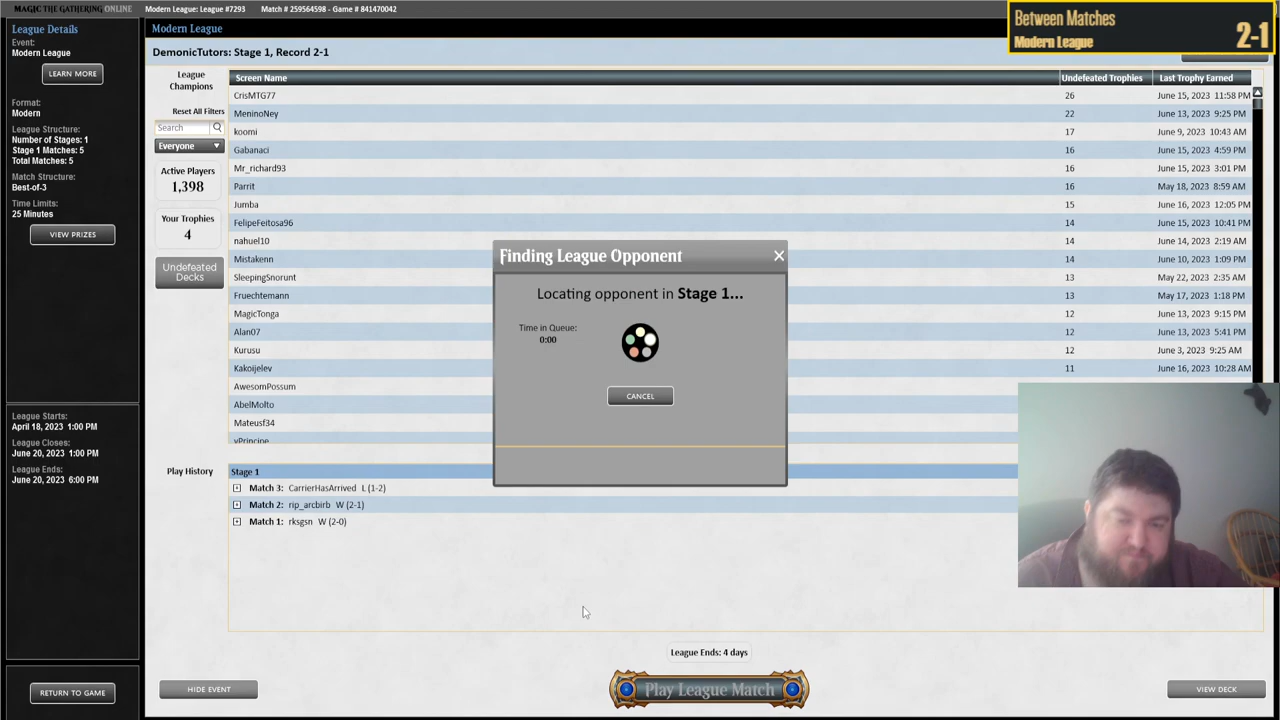 MAGIC THE GATHERING ONLINE Modern League: League #7293 Match # 259564598 - Game # 841470042
League Details
Event:
Modern League
LEARN MORE
Format:
Modern
League Structure:
Number of Stages: 1
Stage 1 Matches: 5
Total Matches: 5
Match Structure:
Best-of-3
Time Limits:
25 Minutes
VIEW PRIZES
League Starts:
April 18, 2023 1:00 PM
League Closes:
June 20, 2023 1:00 PM
League Ends:
June 20, 2023 6:00 PM
RETURN TO GAME
Modern League
Between Matches
Modern League
2-1
DemonicTutors: Stage 1, Record 2-1
League
Champions
Reset All Filters
Search
Everyone
Active Players
1,398
Your Trophies
4
Undefeated
Decks
Screen Name Undefeated Trophies Last Trophy Earned
CrisMTG77 26 June 15, 2023 11:58 PM
MeninoNey 22 June 13, 2023 9:25 PM
koomi 17 June 9, 2023 10:43 AM
Gabanaci 16 June 15, 2023 4:59 PM
Mr_richard93 16 June 15, 2023 3:01 PM
Parrit 16 May 18, 2023 8:59 AM
Jumba 15 June 16, 2023 12:05 PM
FelipeFeitosa96 14 June 15, 2023 10:41 PM
nahuel10 14 June 14, 2023 2:19 AM
Mistakenn 14 June 10, 2023 1:09 PM
SleepingSnorunt 13 May 22, 2023 2:35 AM
Fruechtemann 13 May 17, 2023 1:18 PM
MagicTonga 12 June 13, 2023 9:15 PM
Alan07 12 June 13, 2023 5:41 PM
Kurusu 12 June 3, 2023 9:25 AM
Kakoijelev 11 June 16, 2023 10:28 AM
AwesomPossum
AbelMolto
Mateusf34
vPrincipe
Finding League Opponent
Locating opponent in Stage 1...
Time in Queue:
0:00
CANCEL
Play History
Stage 1
Match 3: CarrierHasArrived L (1-2)
Match 2: rip_arcbirb W (2-1)
Match 1: rksgsn W (2-0)
League Ends: 4 days
HIDE EVENT
Play League Match
VIEW DECK